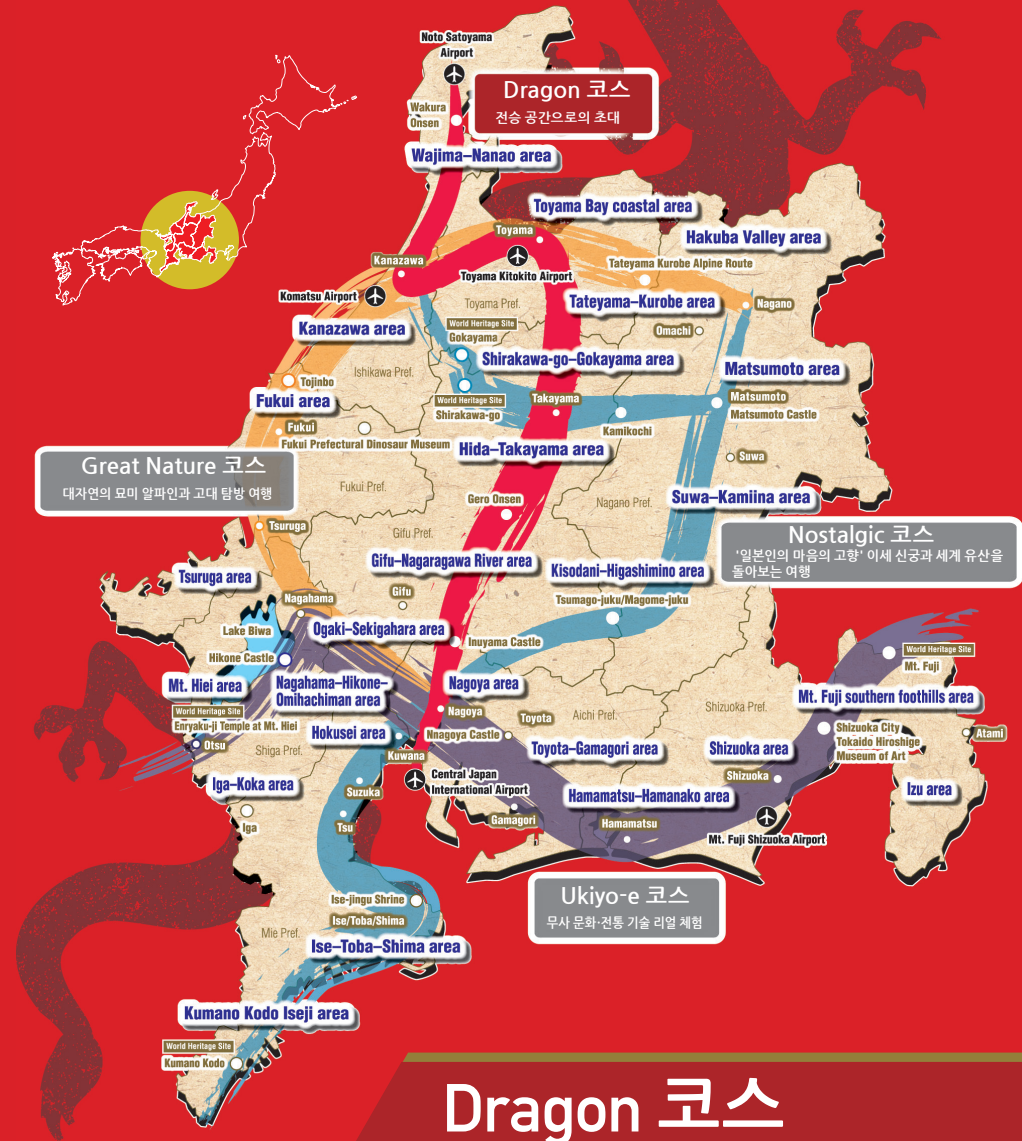 Noto Satoyama
Airport
Dragon 코스
전승 공간으로의 초대
Wakura
Onsen
Wajima–Nanao area
Toyama Bay coastal area
Toyama
Hakuba Valley area
Kanazawa
Tateyama Kurobe Alpine Route
Toyama Kitokito Airport
Komatsu Airport
Toyama Pref.
Tateyama–Kurobe area
Nagano
Kanazawa area
World Heritage Site
Gokayama
Omachi
Shirakawa-go–Gokayama area
Ishikawa Pref.
Matsumoto area
Tojinbo
Fukui area
World Heritage Site
Shirakawa-go
Takayama
Matsumoto
Matsumoto Castle
Kamikochi
Fukui
Fukui Prefectural Dinosaur Museum
Hida–Takayama area
Suwa
Great Nature 코스
대자연의 묘미 알파인과 고대 탐방 여행
Fukui Pref.
Gero Onsen
Nagano Pref.
Suwa–Kamiina area
Tsuruga
Gifu Pref.
Nostalgic 코스
'일본인의 마음의 고향' 이세 신궁과 세계 유산을
돌아보는 여행
Gifu–Nagaragawa River area
Kisodani–Higashimino area
Tsuruga area
Gifu
Nagahama
Tsumago-juku/Magome-juku
Lake Biwa
Ogaki–Sekigahara area
Inuyama Castle
Hikone Castle
World Heritage Site
Mt. Fuji
Mt. Hiei area
Nagahama–Hikone–
Omihachiman area
Nagoya area
Mt. Fuji southern foothills area
World Heritage Site
Enryaku-ji Temple at Mt. Hiei
Nagoya
Toyota
Aichi Pref.
Shizuoka Pref.
Otsu
Shiga Pref.
Hokusei area
Nnagoya Castle
Shizuoka City
Tokaido Hiroshige
Museum of Art
Atami
Kuwana
Toyota–Gamagori area
Shizuoka area
Iga–Koka area
Central Japan
International Airport
Shizuoka
Suzuka
Hamamatsu–Hamanako area
Izu area
Iga
Tsu
Gamagori
Hamamatsu
Mt. Fuji Shizuoka Airport
Ukiyo-e 코스
무사 문화·전통 기술 리얼 체험
Ise-jingu Shrine
Ise/Toba/Shima
Mie Pref.
Ise–Toba–Shima area
Kumano Kodo Iseji area
World Heritage Site
Kumano Kodo
Dragon 코스